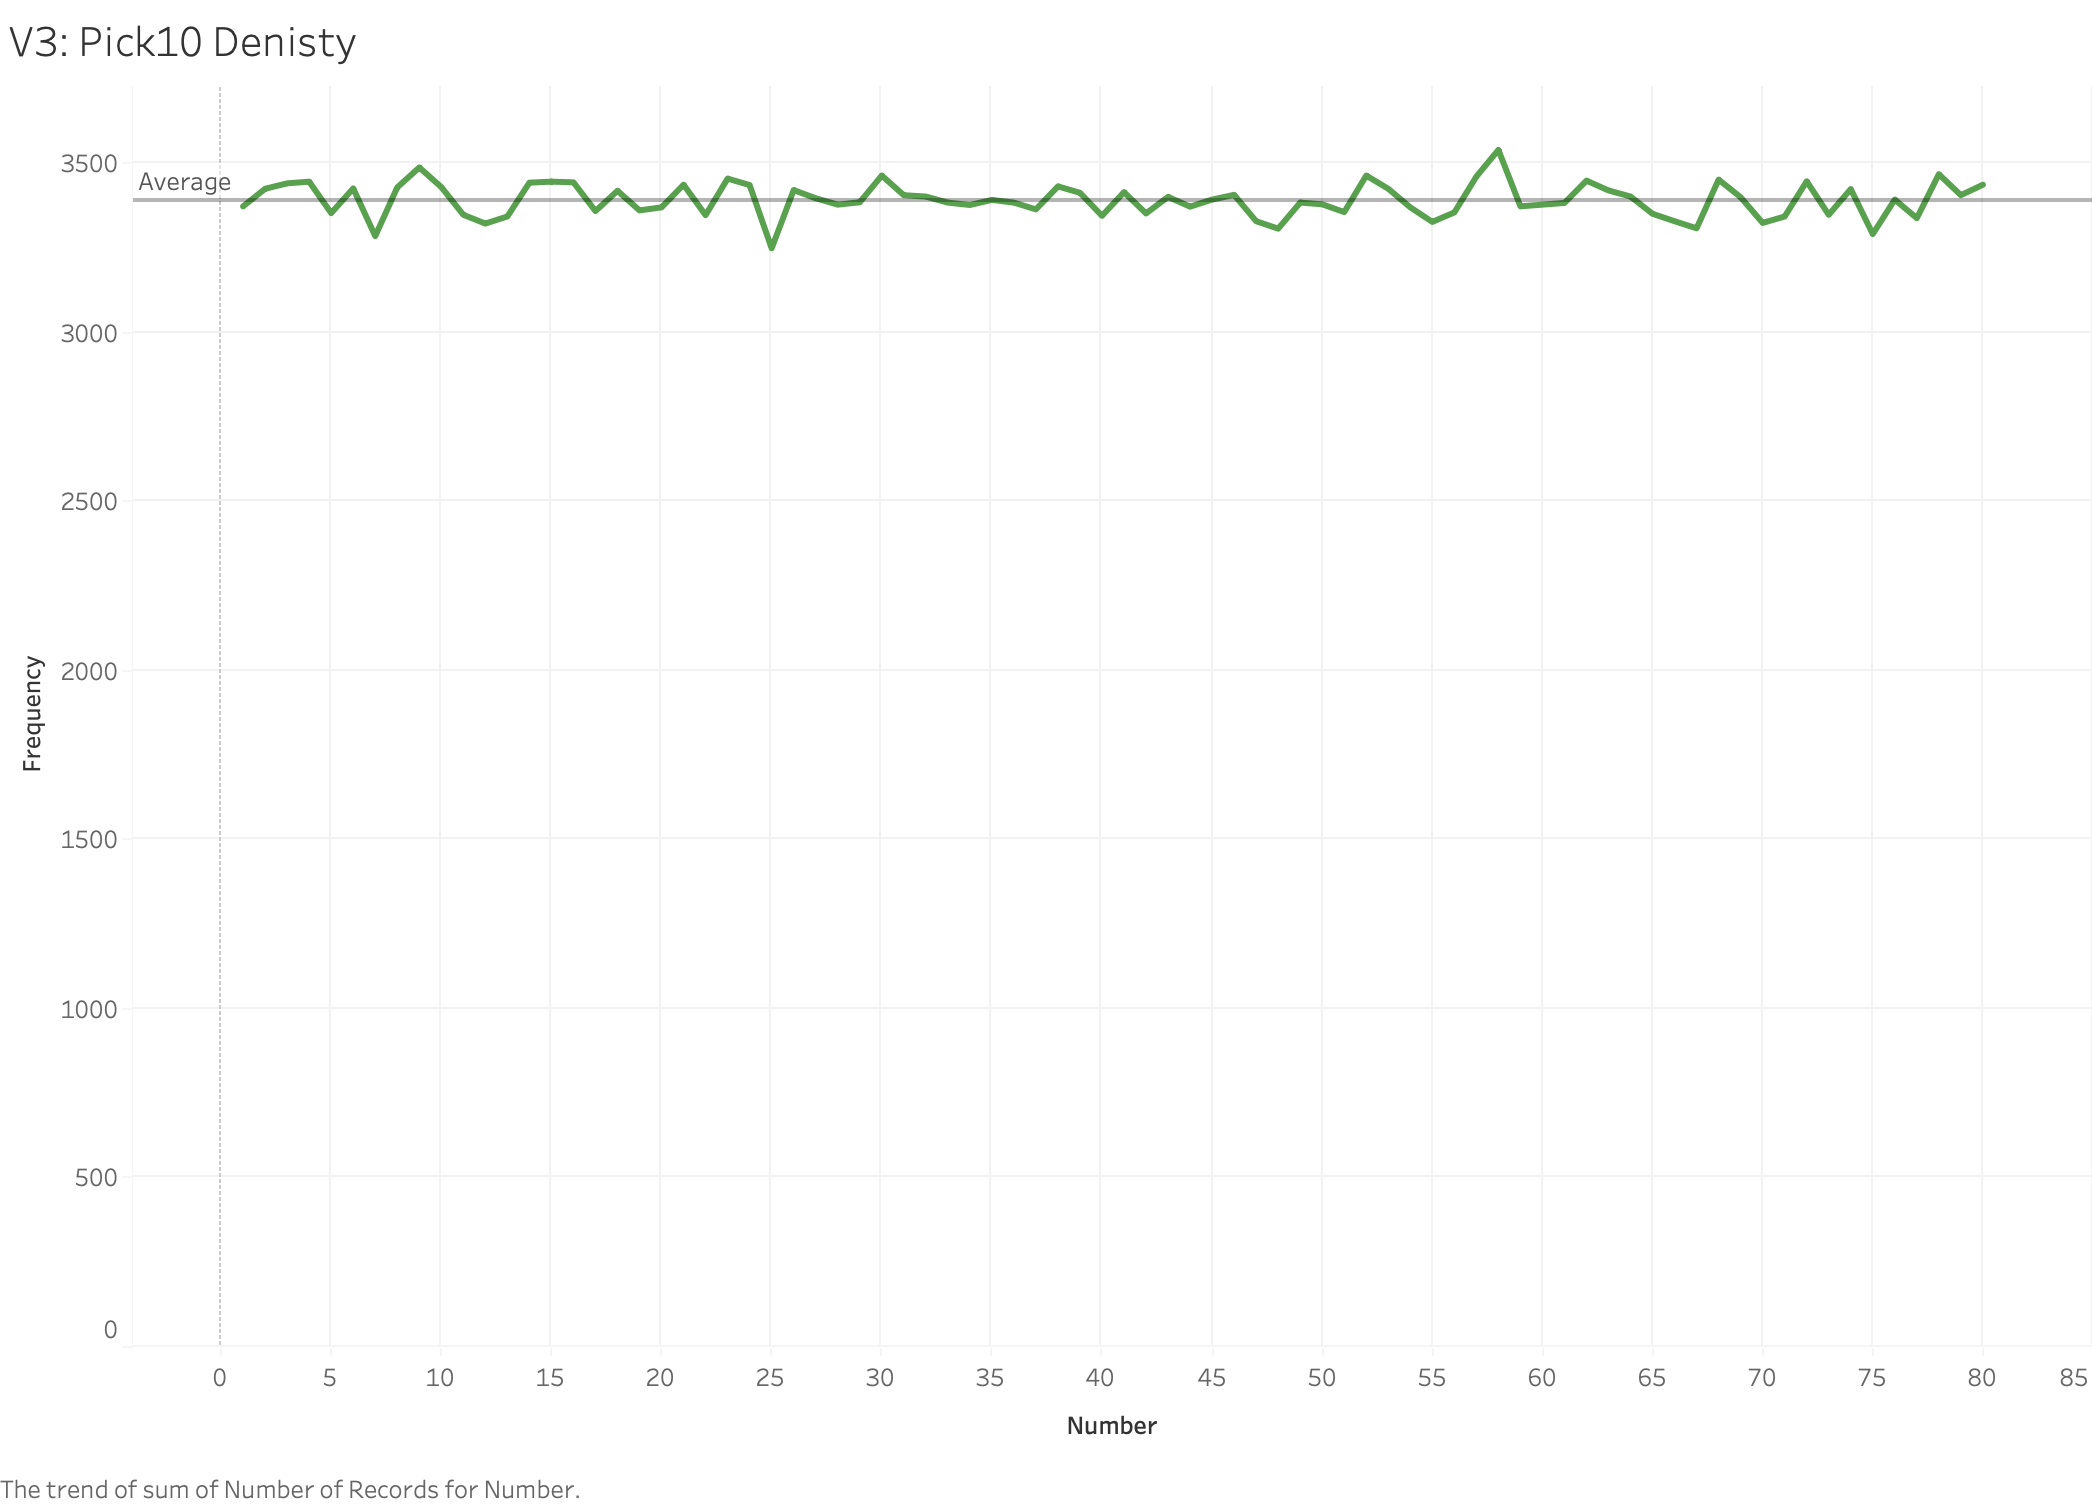 V3: Pick10 Denisty
3500
Average
3000
2500
2000
1500
1000
500
0
Frequency
0 5 10 15 20 25 30 35 40 45 50 55 60 65 70 75 80 85
Number
The trend of sum of Number of Records for Number.